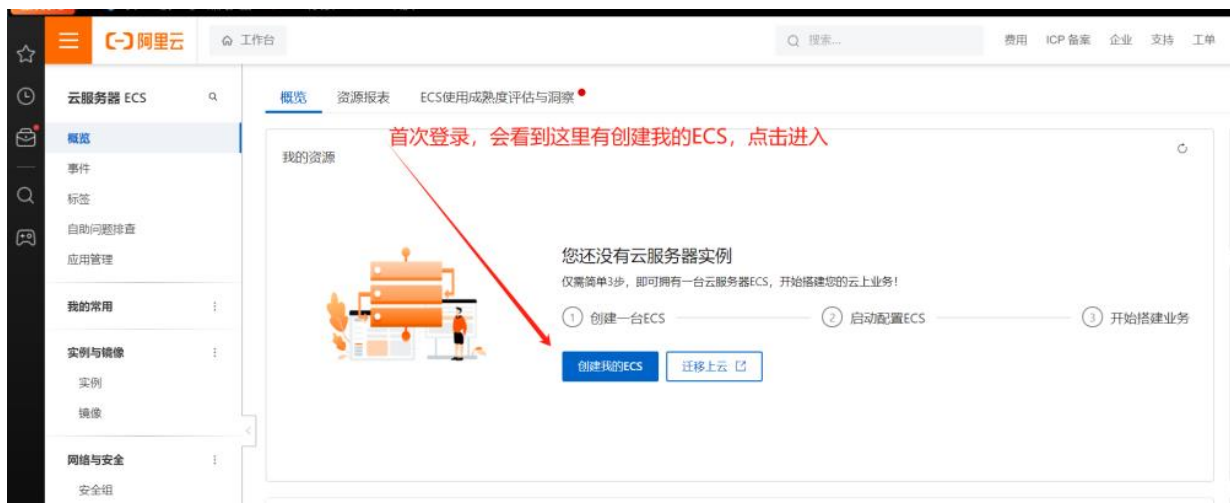 阿里云
工作台
搜索...
费用 ICP 备案 企业 支持 工单
云服务器 ECS
概览 资源报表 ECS使用成熟度评估与洞察
首次登录，会看到这里有创建我的ECS，点击进入
概览
事件
标签
自助问题排查
应用管理
我的常用
实例与镜像
实例
镜像
网络与安全
安全组
我的资源
您还没有云服务器实例
仅需简单3步，即可拥有一台云服务器ECS，开始搭建您的云上业务！
1 创建一台ECS 2 启动配置ECS 3 开始搭建业务
创建我的ECS 迁移上云